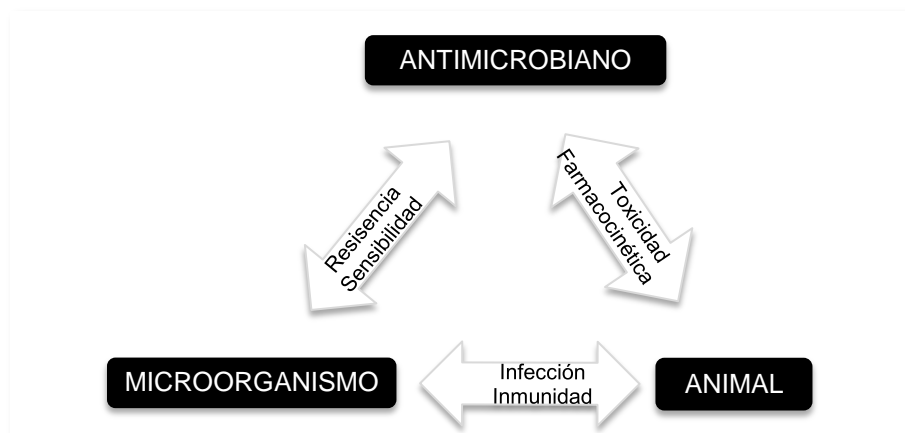 ANTIMICROBIANO
Resisencia
Sensibilidad
Toxicidad
Farmacocinética
MICROORGANISMO
Infección
Inmunidad
ANIMAL